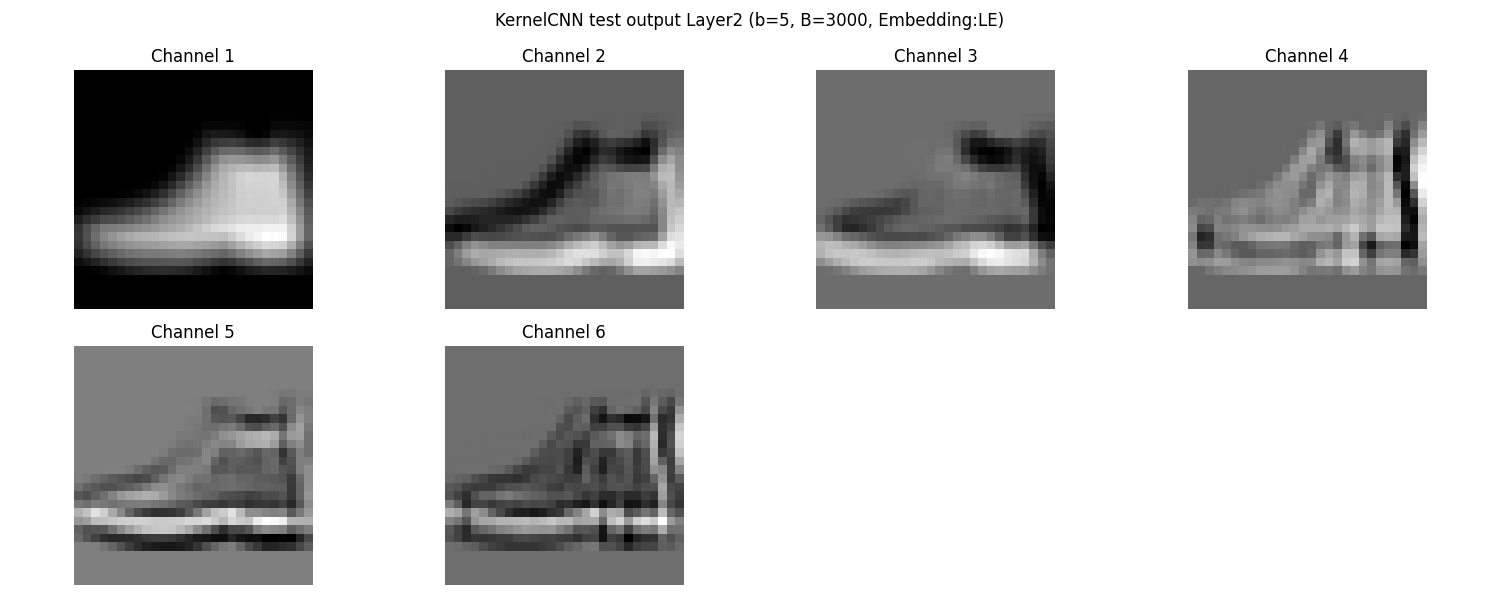 KernelCNN test output Layer2 (b=5, B=3000, Embedding:LE)
Channel 1
Channel 2
Channel 3
Channel 4
Channel 5
Channel 6